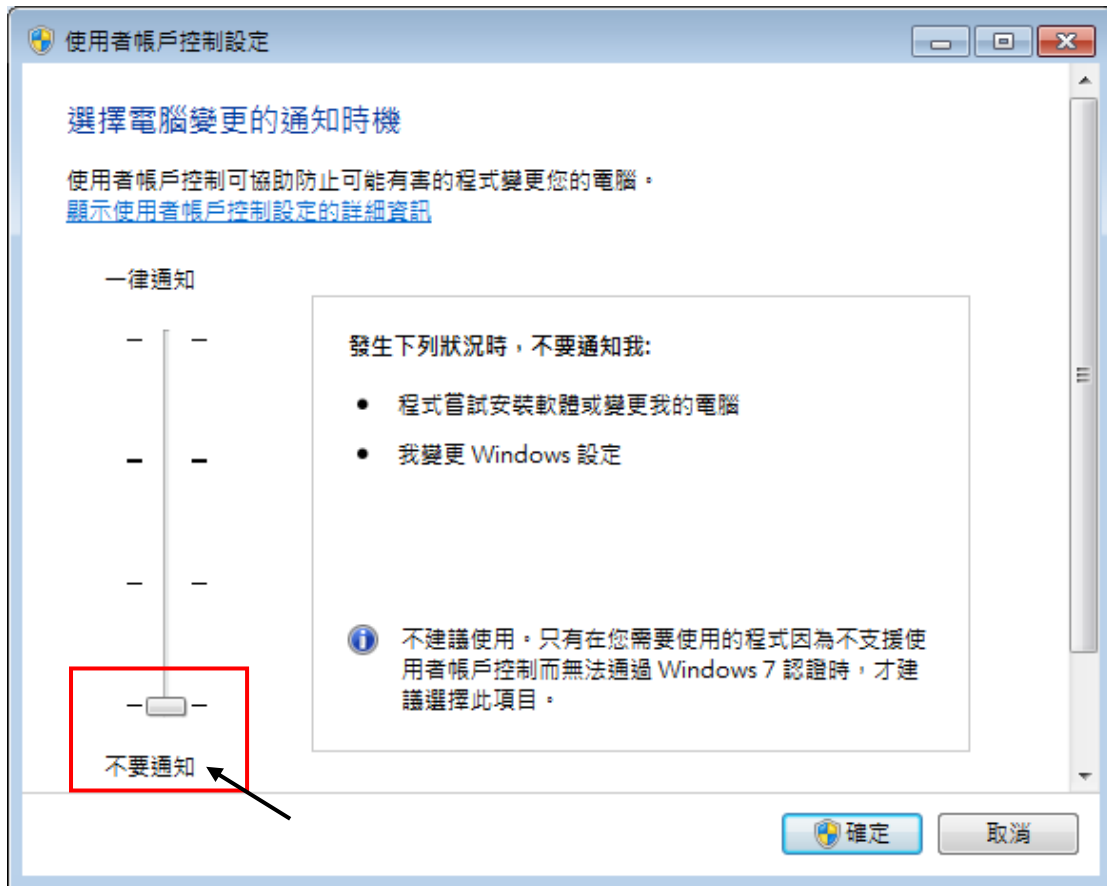 使用者帳戶控制設定
選擇電腦變更的通知時機
使用者帳戶控制可協助防止可能有害的程式變更您的電腦。
顯示使用者帳戶控制設定的詳細資訊
一律通知
發生下列狀況時，不要通知我:
• 程式嘗試安裝軟體或變更我的電腦
• 我變更 Windows 設定
不建議使用。只有在您需要使用的程式因為不支援使
用者帳戶控制而無法通過 Windows 7 認證時，才建
議選擇此項目。
不要通知
確定
取消